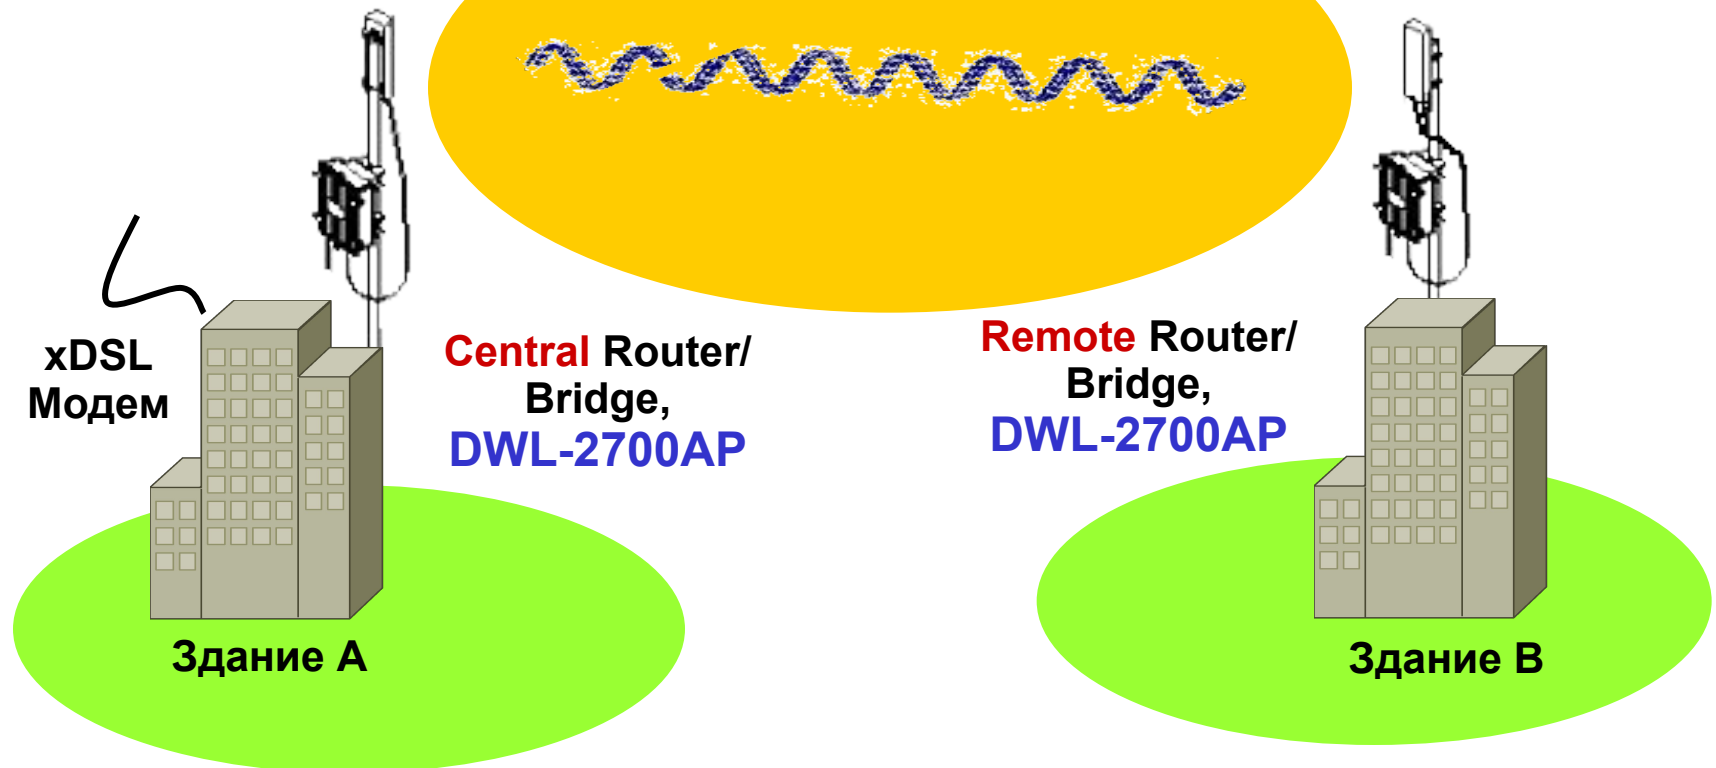 xDSL
Модем
Central Router/
Bridge,
DWL-2700AP
Remote Router/
Bridge,
DWL-2700AP
Здание А
Здание В